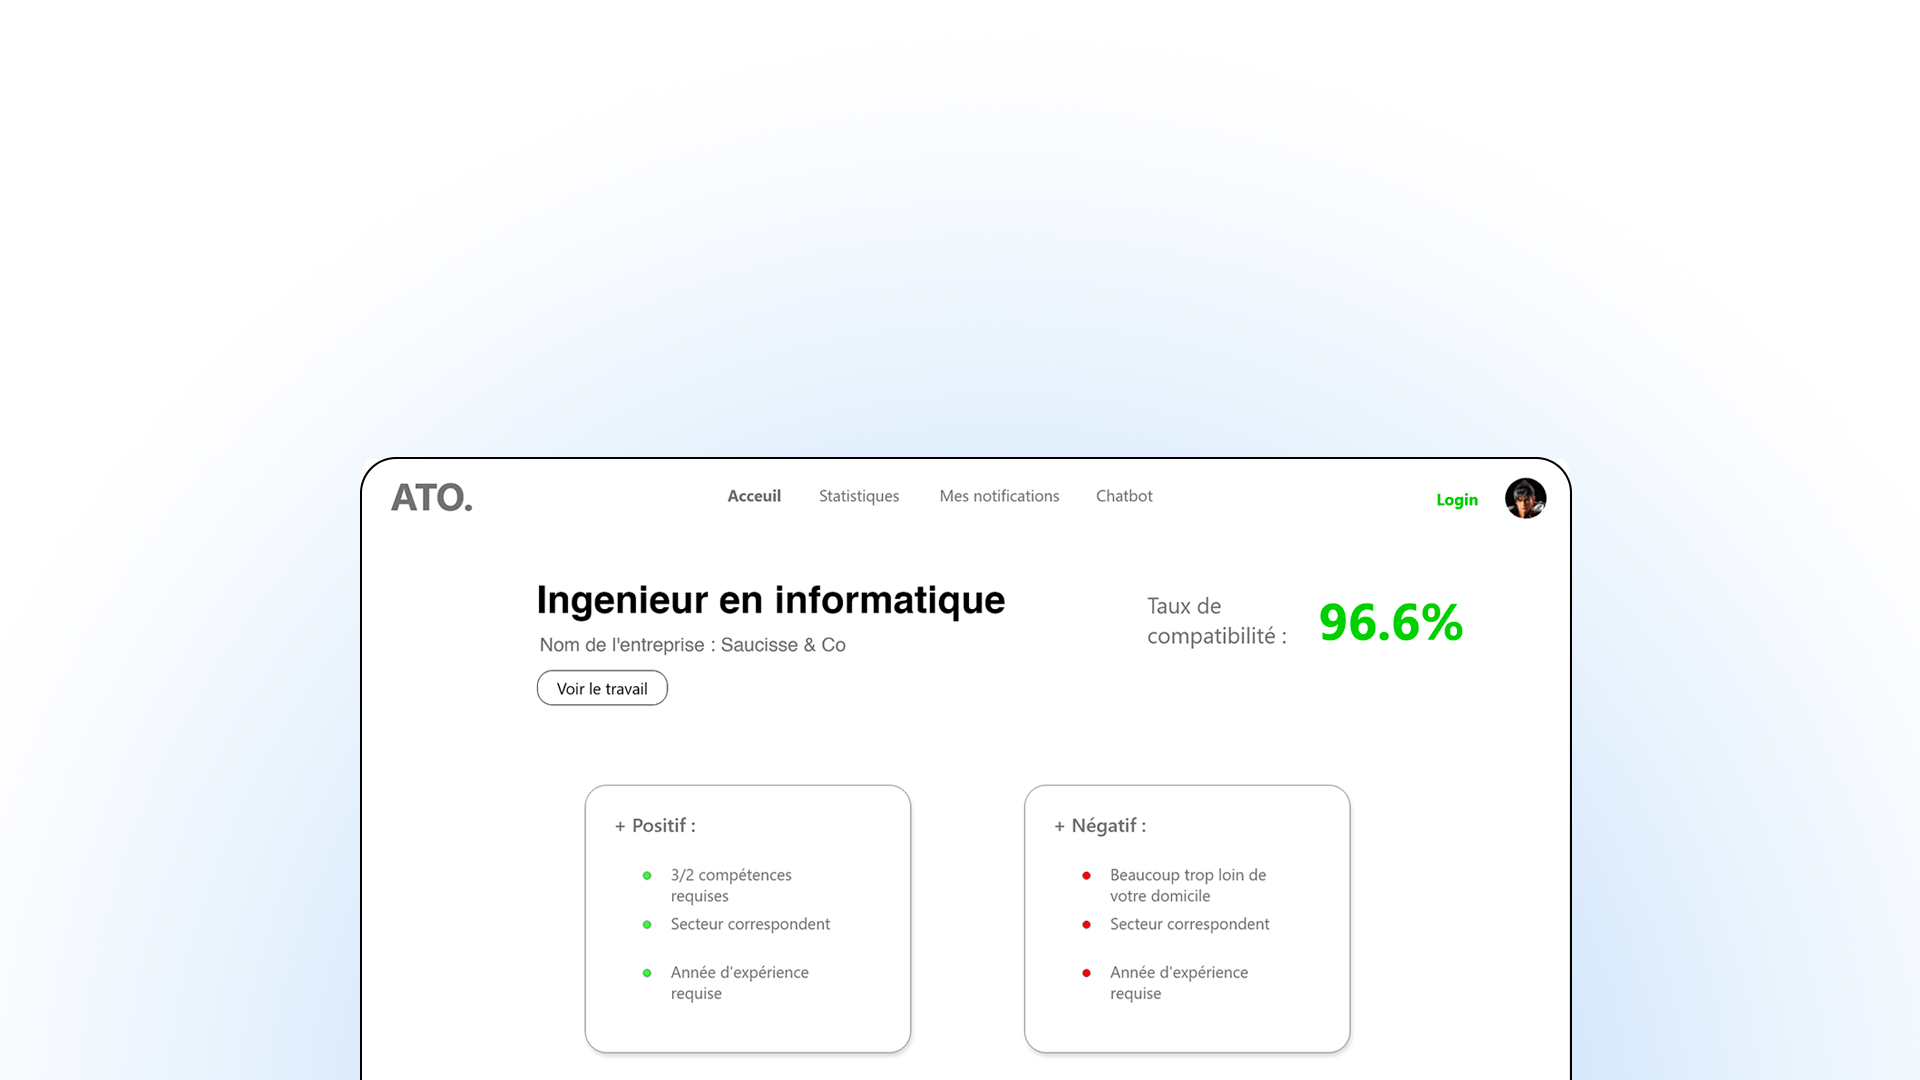 ATO.
Acceuil
Statistiques
Mes notifications
Chatbot
Login
Ingenieur en informatique
Nom de l'entreprise : Saucisse & Co
Voir le travail
Taux de
compatibilité :
96.6%
+ Positif :
3/2 compétences
requises
Secteur correspondent
Année d'expérience
requise
+ Négatif :
Beaucoup trop loin de
votre domicile
Secteur correspondent
Année d'expérience
requise